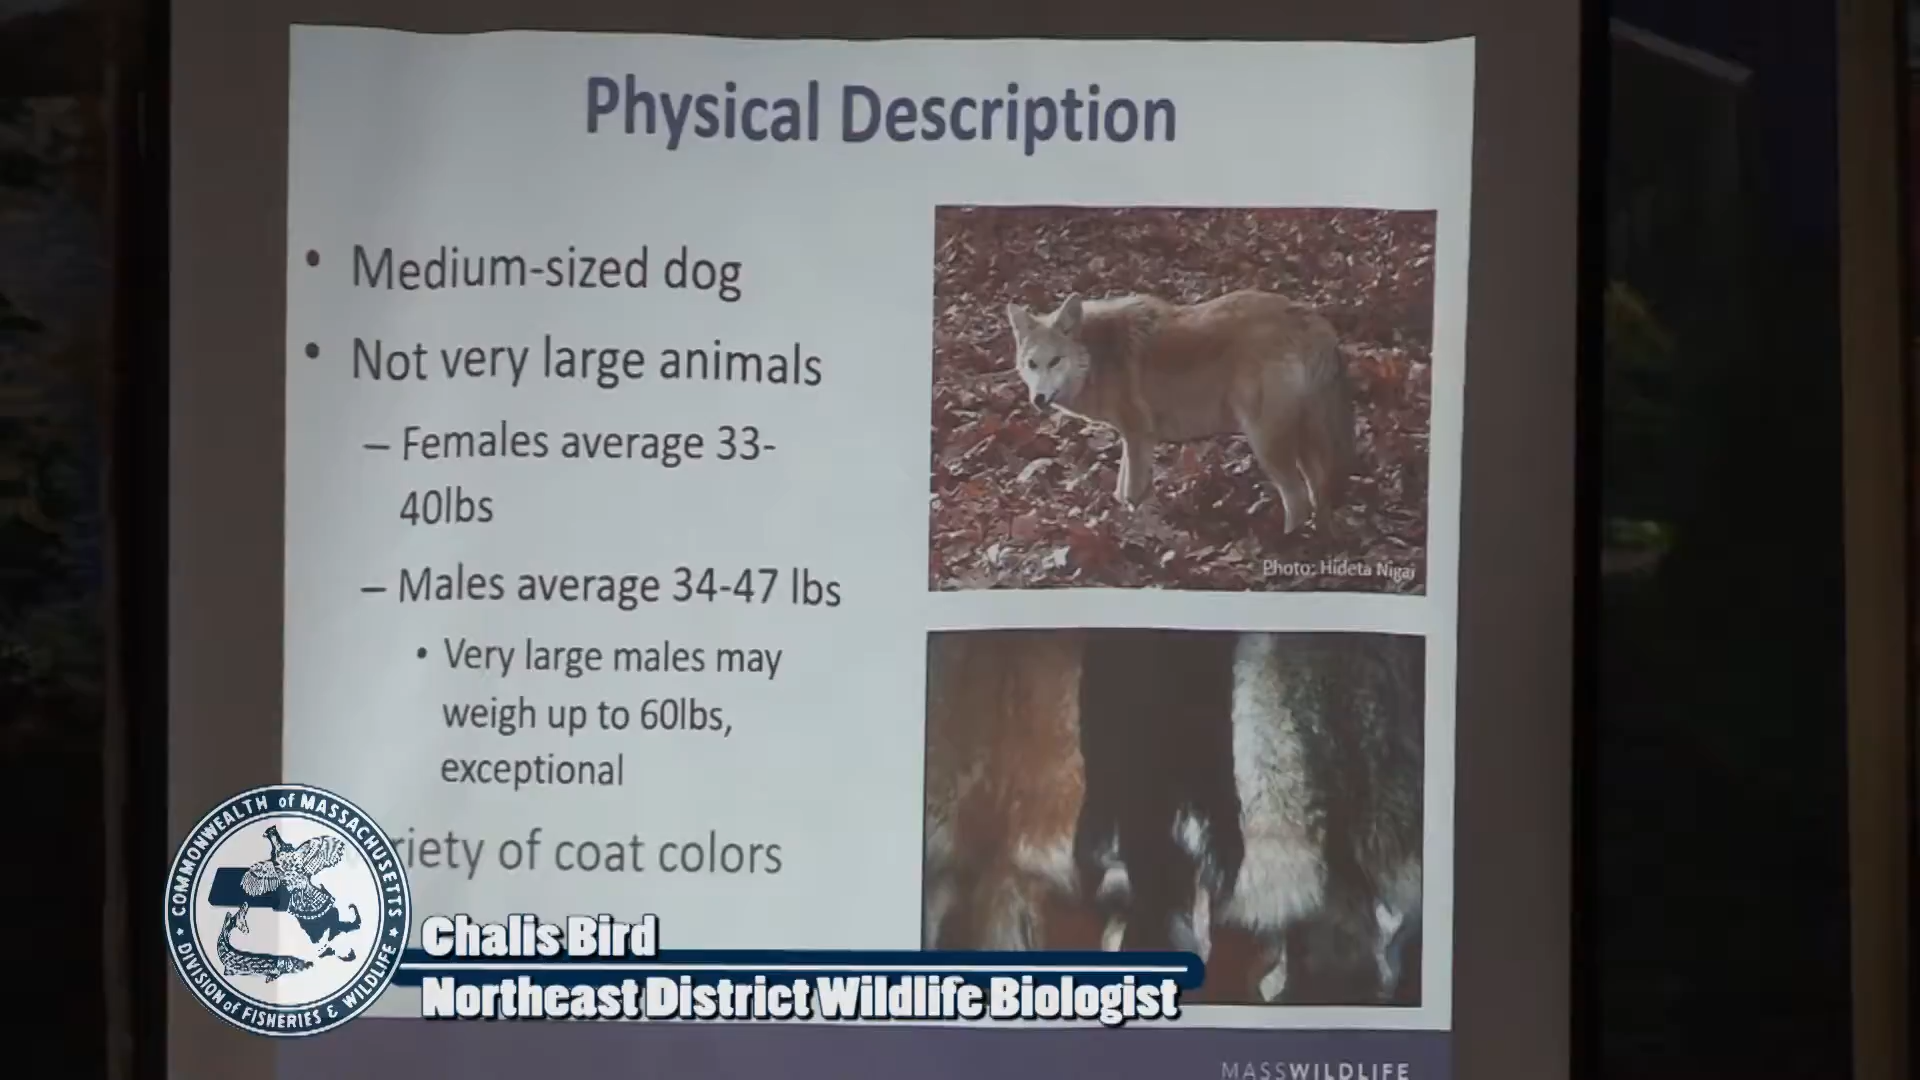 Physical Description
• Medium-sized dog
• Not very large animals
– Females average 33-
40lbs
– Males average 34-47 lbs
• Very large males may
weigh up to 60lbs,
exceptional
riety of coat colors
Photo: Hideta Nigai
COMMONWEALTH of MASSACHUSETTS
DIVISION of FISHERIES & WILDLIFE
Chalis Bird
Northeast District Wildlife Biologist
MASSWILDLIFE